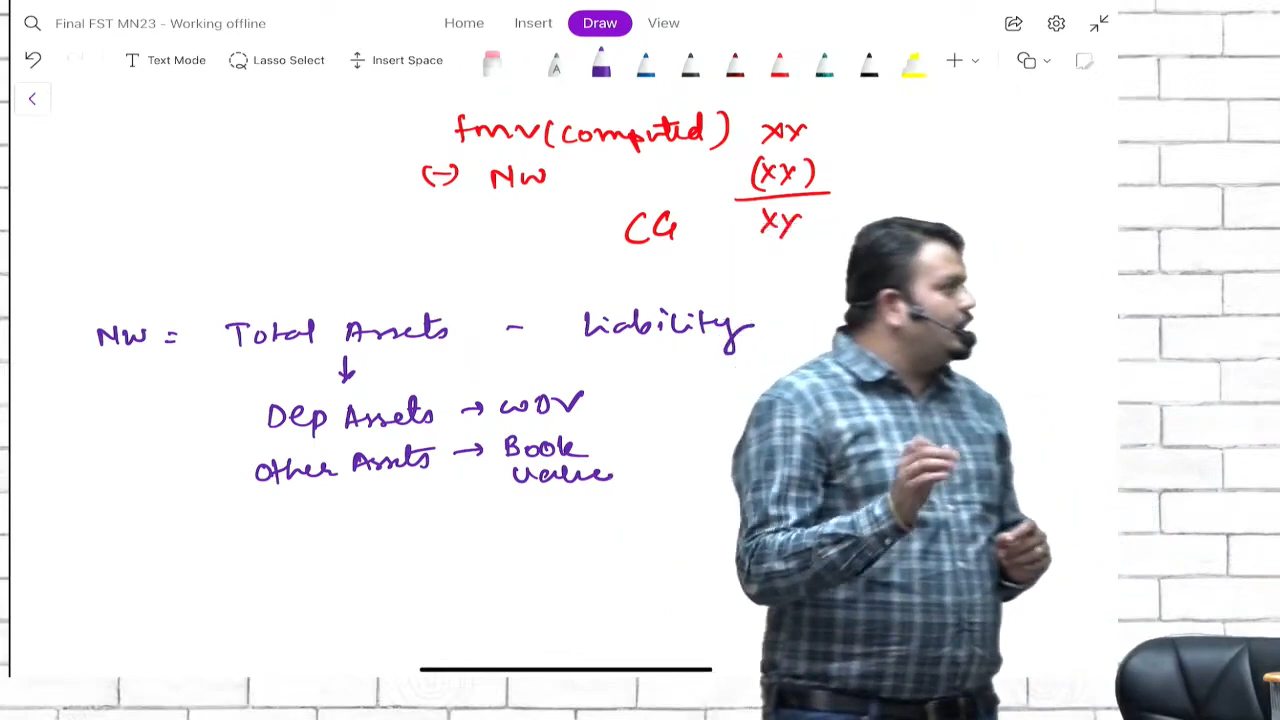 Final FST MN23 - Working offline
Home Insert Draw View
Text Mode Lasso Select Insert Space
A
fmv (computed) xx
(-) NW (xx)
CG xx
NW = Total Assets - Liability
↓
Dep Assets → WDV
Other Assets → Book
Value